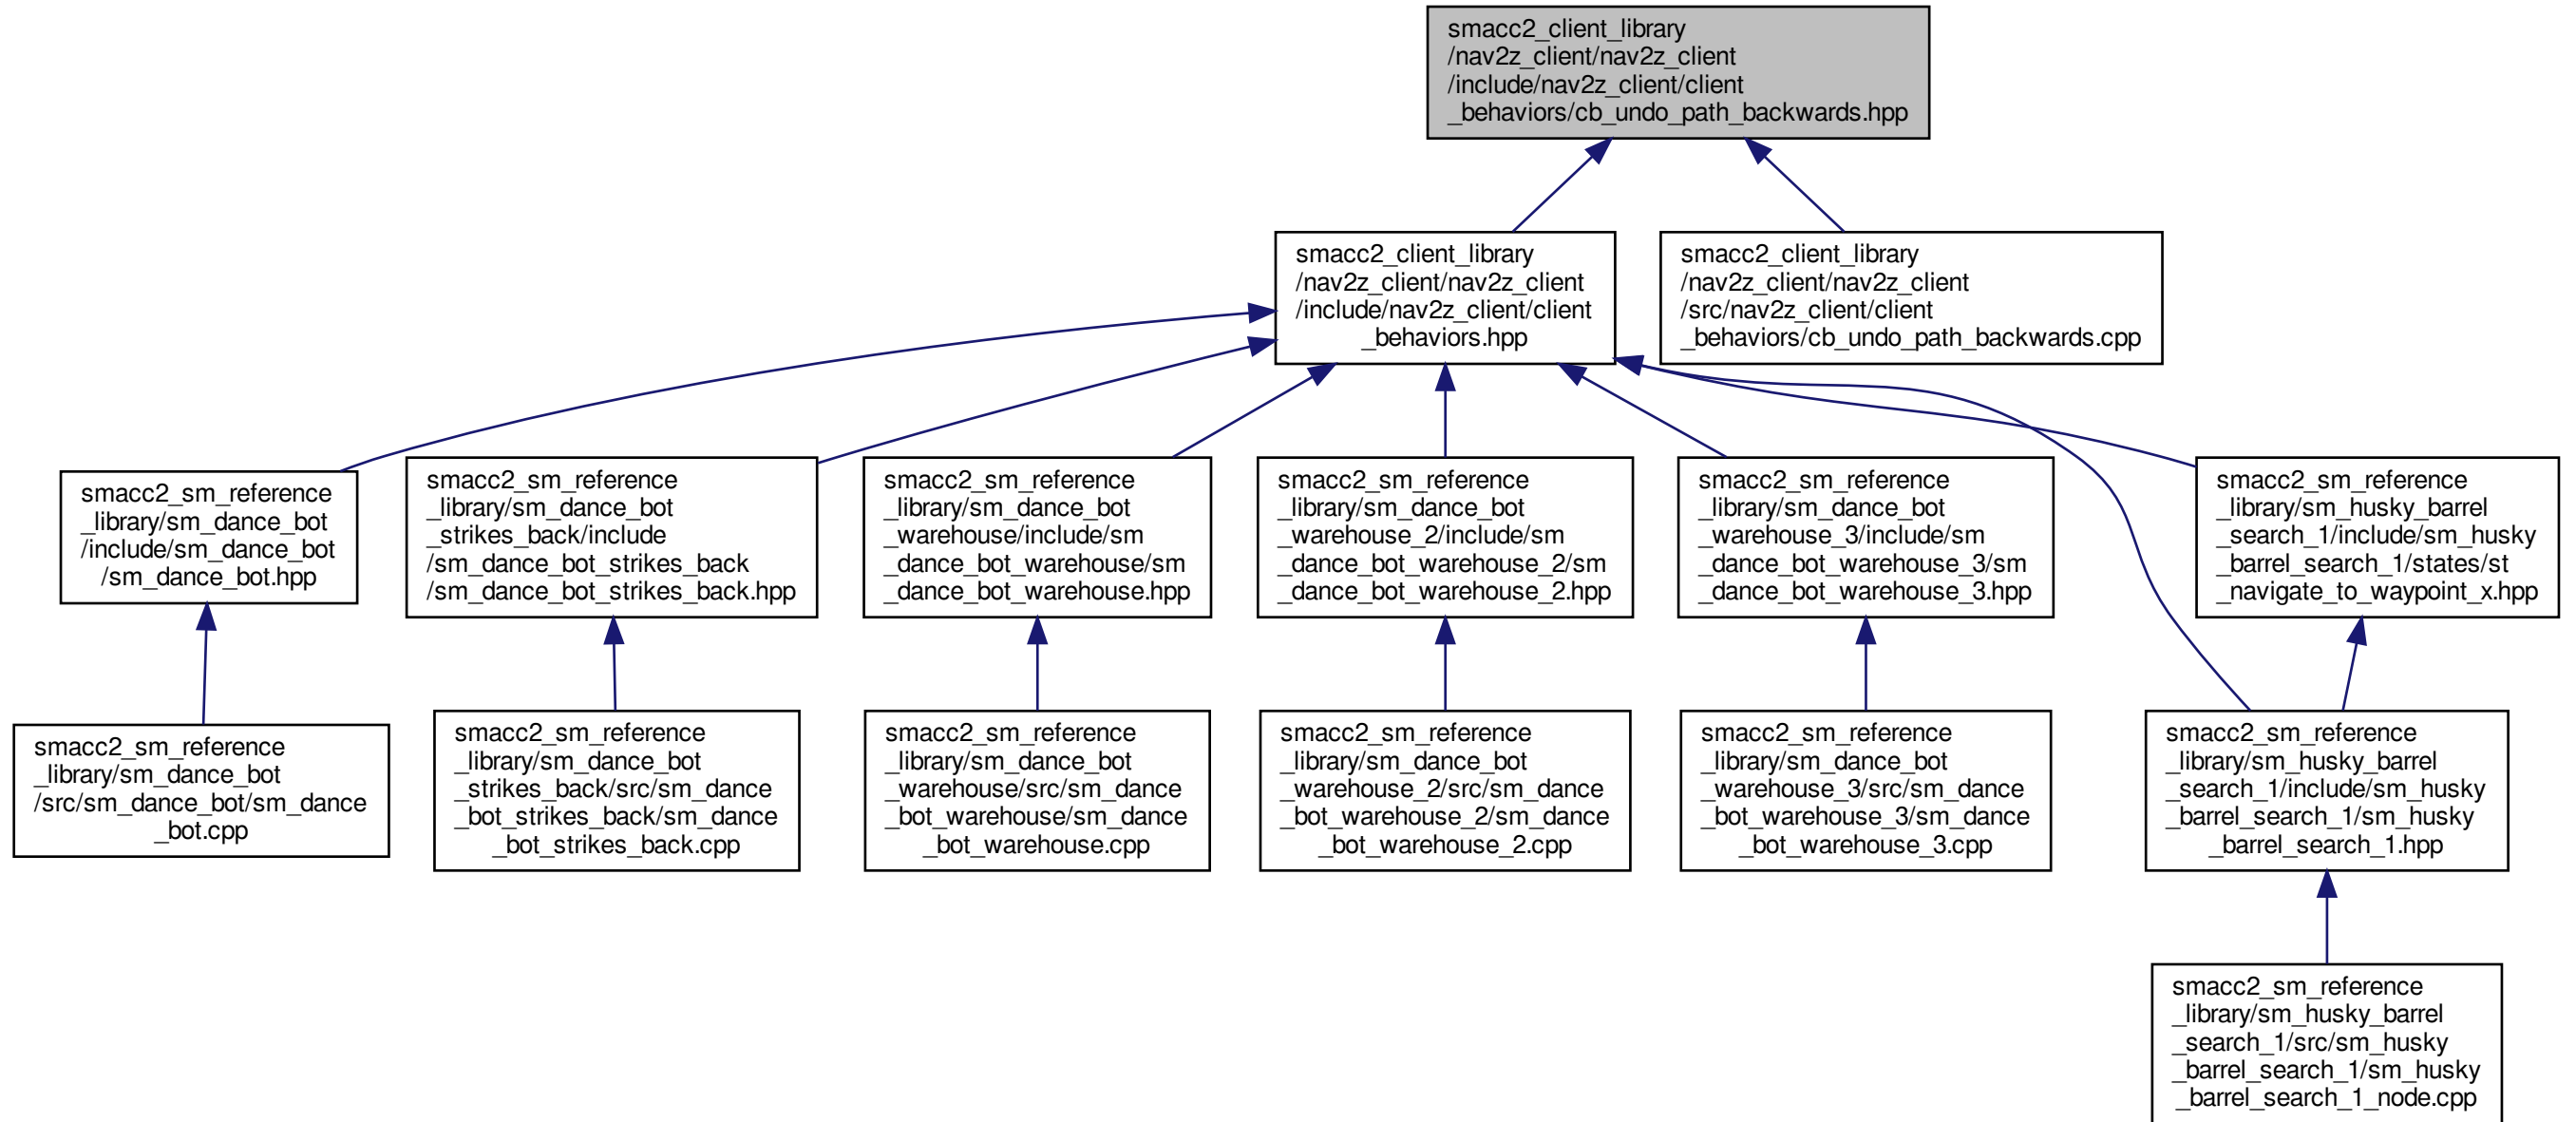 smacc2_client_library
/nav2z_client/nav2z_client
/include/nav2z_client/client
_behaviors/cb_undo_path_backwards.hpp
smacc2_client_library
/nav2z_client/nav2z_client
/include/nav2z_client/client
_behaviors.hpp
smacc2_client_library
/nav2z_client/nav2z_client
/src/nav2z_client/client
_behaviors/cb_undo_path_backwards.cpp
smacc2_sm_reference
_library/sm_dance_bot
/include/sm_dance_bot
/sm_dance_bot.hpp
smacc2_sm_reference
_library/sm_dance_bot
_strikes_back/include
/sm_dance_bot_strikes_back
/sm_dance_bot_strikes_back.hpp
smacc2_sm_reference
_library/sm_dance_bot
_warehouse/include/sm
_dance_bot_warehouse/sm
_dance_bot_warehouse.hpp
smacc2_sm_reference
_library/sm_dance_bot
_warehouse_2/include/sm
_dance_bot_warehouse_2/sm
_dance_bot_warehouse_2.hpp
smacc2_sm_reference
_library/sm_dance_bot
_warehouse_3/include/sm
_dance_bot_warehouse_3/sm
_dance_bot_warehouse_3.hpp
smacc2_sm_reference
_library/sm_husky_barrel
_search_1/include/sm_husky
_barrel_search_1/states/st
_navigate_to_waypoint_x.hpp
smacc2_sm_reference
_library/sm_dance_bot
/src/sm_dance_bot/sm_dance
_bot.cpp
smacc2_sm_reference
_library/sm_dance_bot
_strikes_back/src/sm_dance
_bot_strikes_back/sm_dance
_bot_strikes_back.cpp
smacc2_sm_reference
_library/sm_dance_bot
_warehouse/src/sm_dance
_bot_warehouse/sm_dance
_bot_warehouse.cpp
smacc2_sm_reference
_library/sm_dance_bot
_warehouse_2/src/sm_dance
_bot_warehouse_2/sm_dance
_bot_warehouse_2.cpp
smacc2_sm_reference
_library/sm_dance_bot
_warehouse_3/src/sm_dance
_bot_warehouse_3/sm_dance
_bot_warehouse_3.cpp
smacc2_sm_reference
_library/sm_husky_barrel
_search_1/include/sm_husky
_barrel_search_1/sm_husky
_barrel_search_1.hpp
smacc2_sm_reference
_library/sm_husky_barrel
_search_1/src/sm_husky
_barrel_search_1/sm_husky
_barrel_search_1_node.cpp